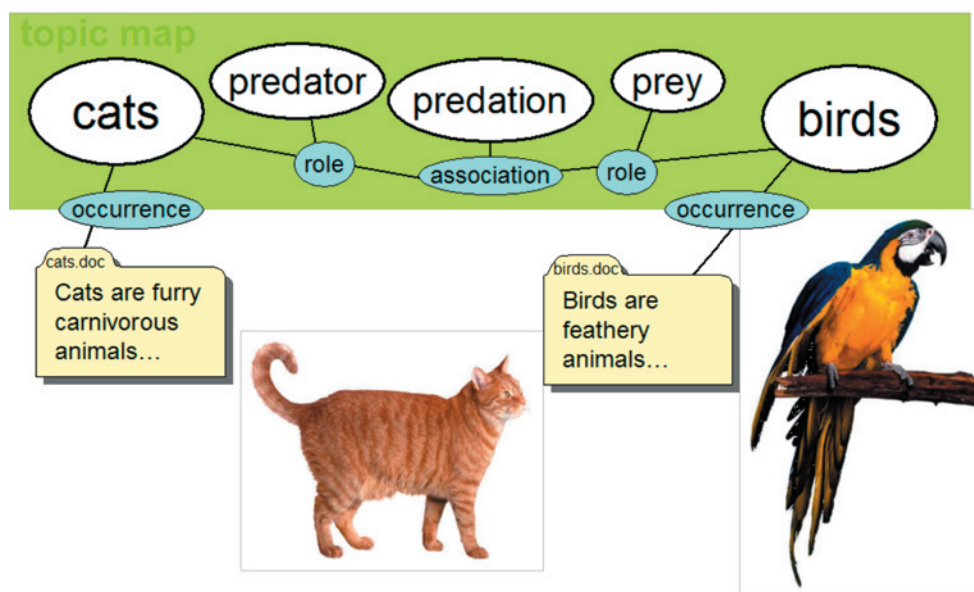 topic map
cats
predator
predation
prey
birds
role
association
role
occurrence
occurrence
cats.doc
Cats are furry
carnivorous
animals…
birds.doc
Birds are
feathery
animals…